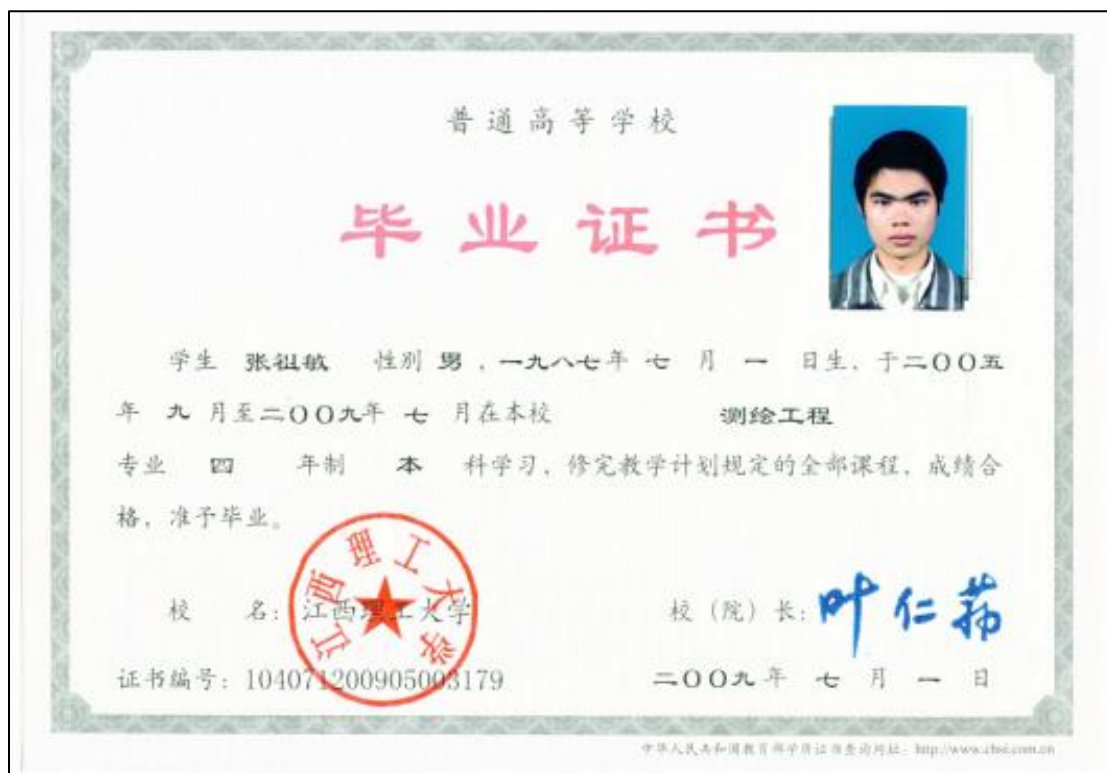 普通高等学校
毕业证书
学生 张祖敏 性别 男，一九八七年 七 月 一 日生，于二〇〇五
年 九 月至二〇〇九年 七 月在本校 测绘工程
专业 四 年制 本 科学习，修完教学计划规定的全部课程，成绩合
格，准予毕业。
江西理工大学
校 名：江西理工大学 校（院）长：叶仁荪
证书编号：104071200905003179 二〇〇九年 七 月 一 日
中华人民共和国教育部学历证书查询网址：http://www.chsi.com.cn